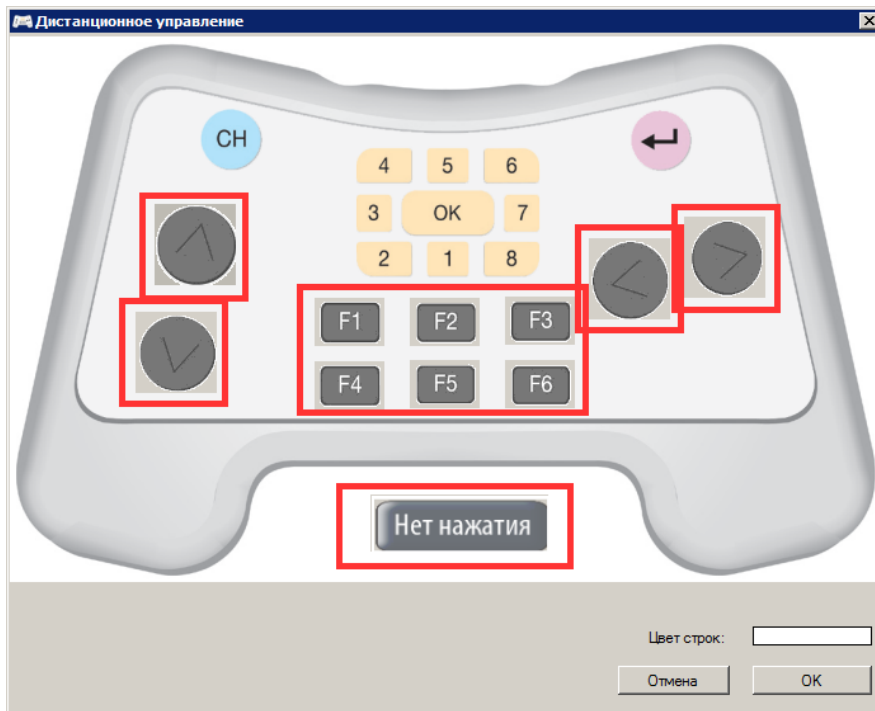 Дистанционное управление
CH
4 5 6
3 OK 7
2 1 8
F1 F2 F3
F4 F5 F6
Нет нажатия
Цвет строк:
Отмена OK